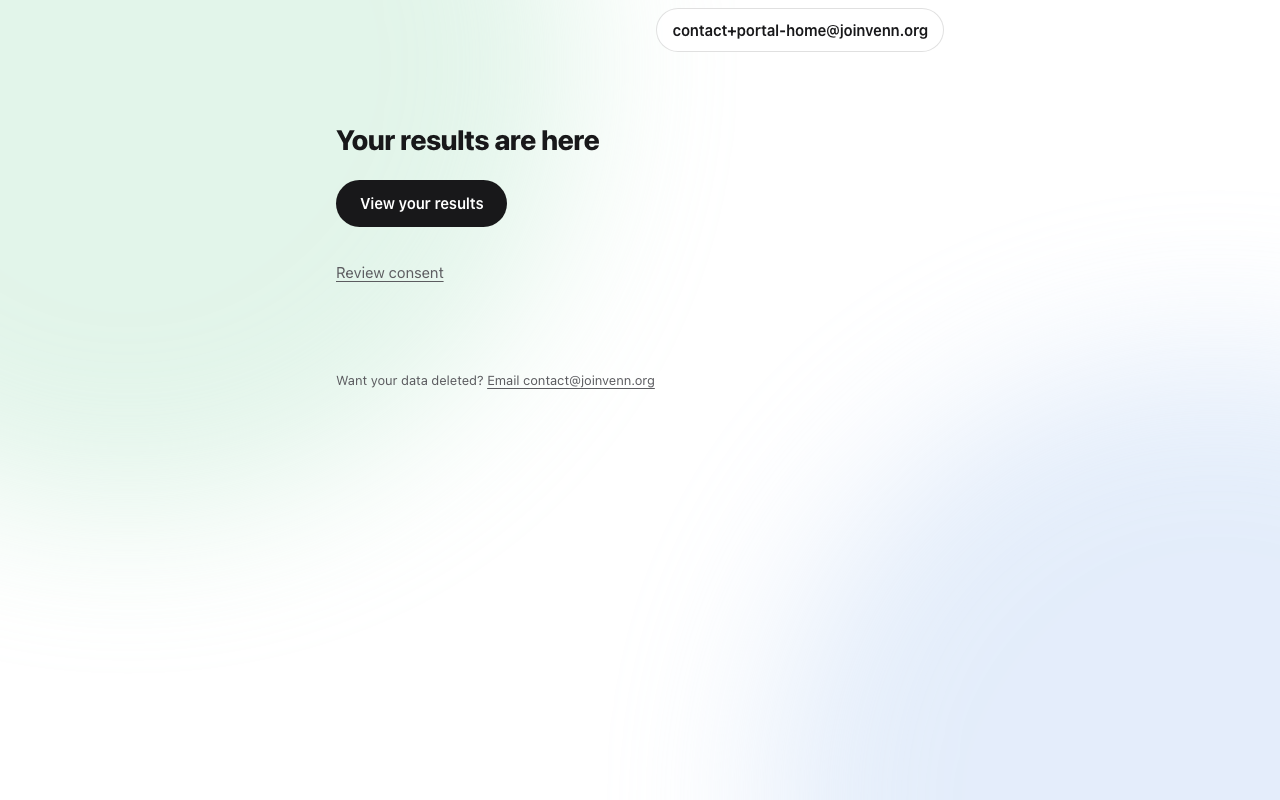 contact+portal-home@joinvenn.org
Your results are here
View your results
Review consent
Want your data deleted? Email contact@joinvenn.org